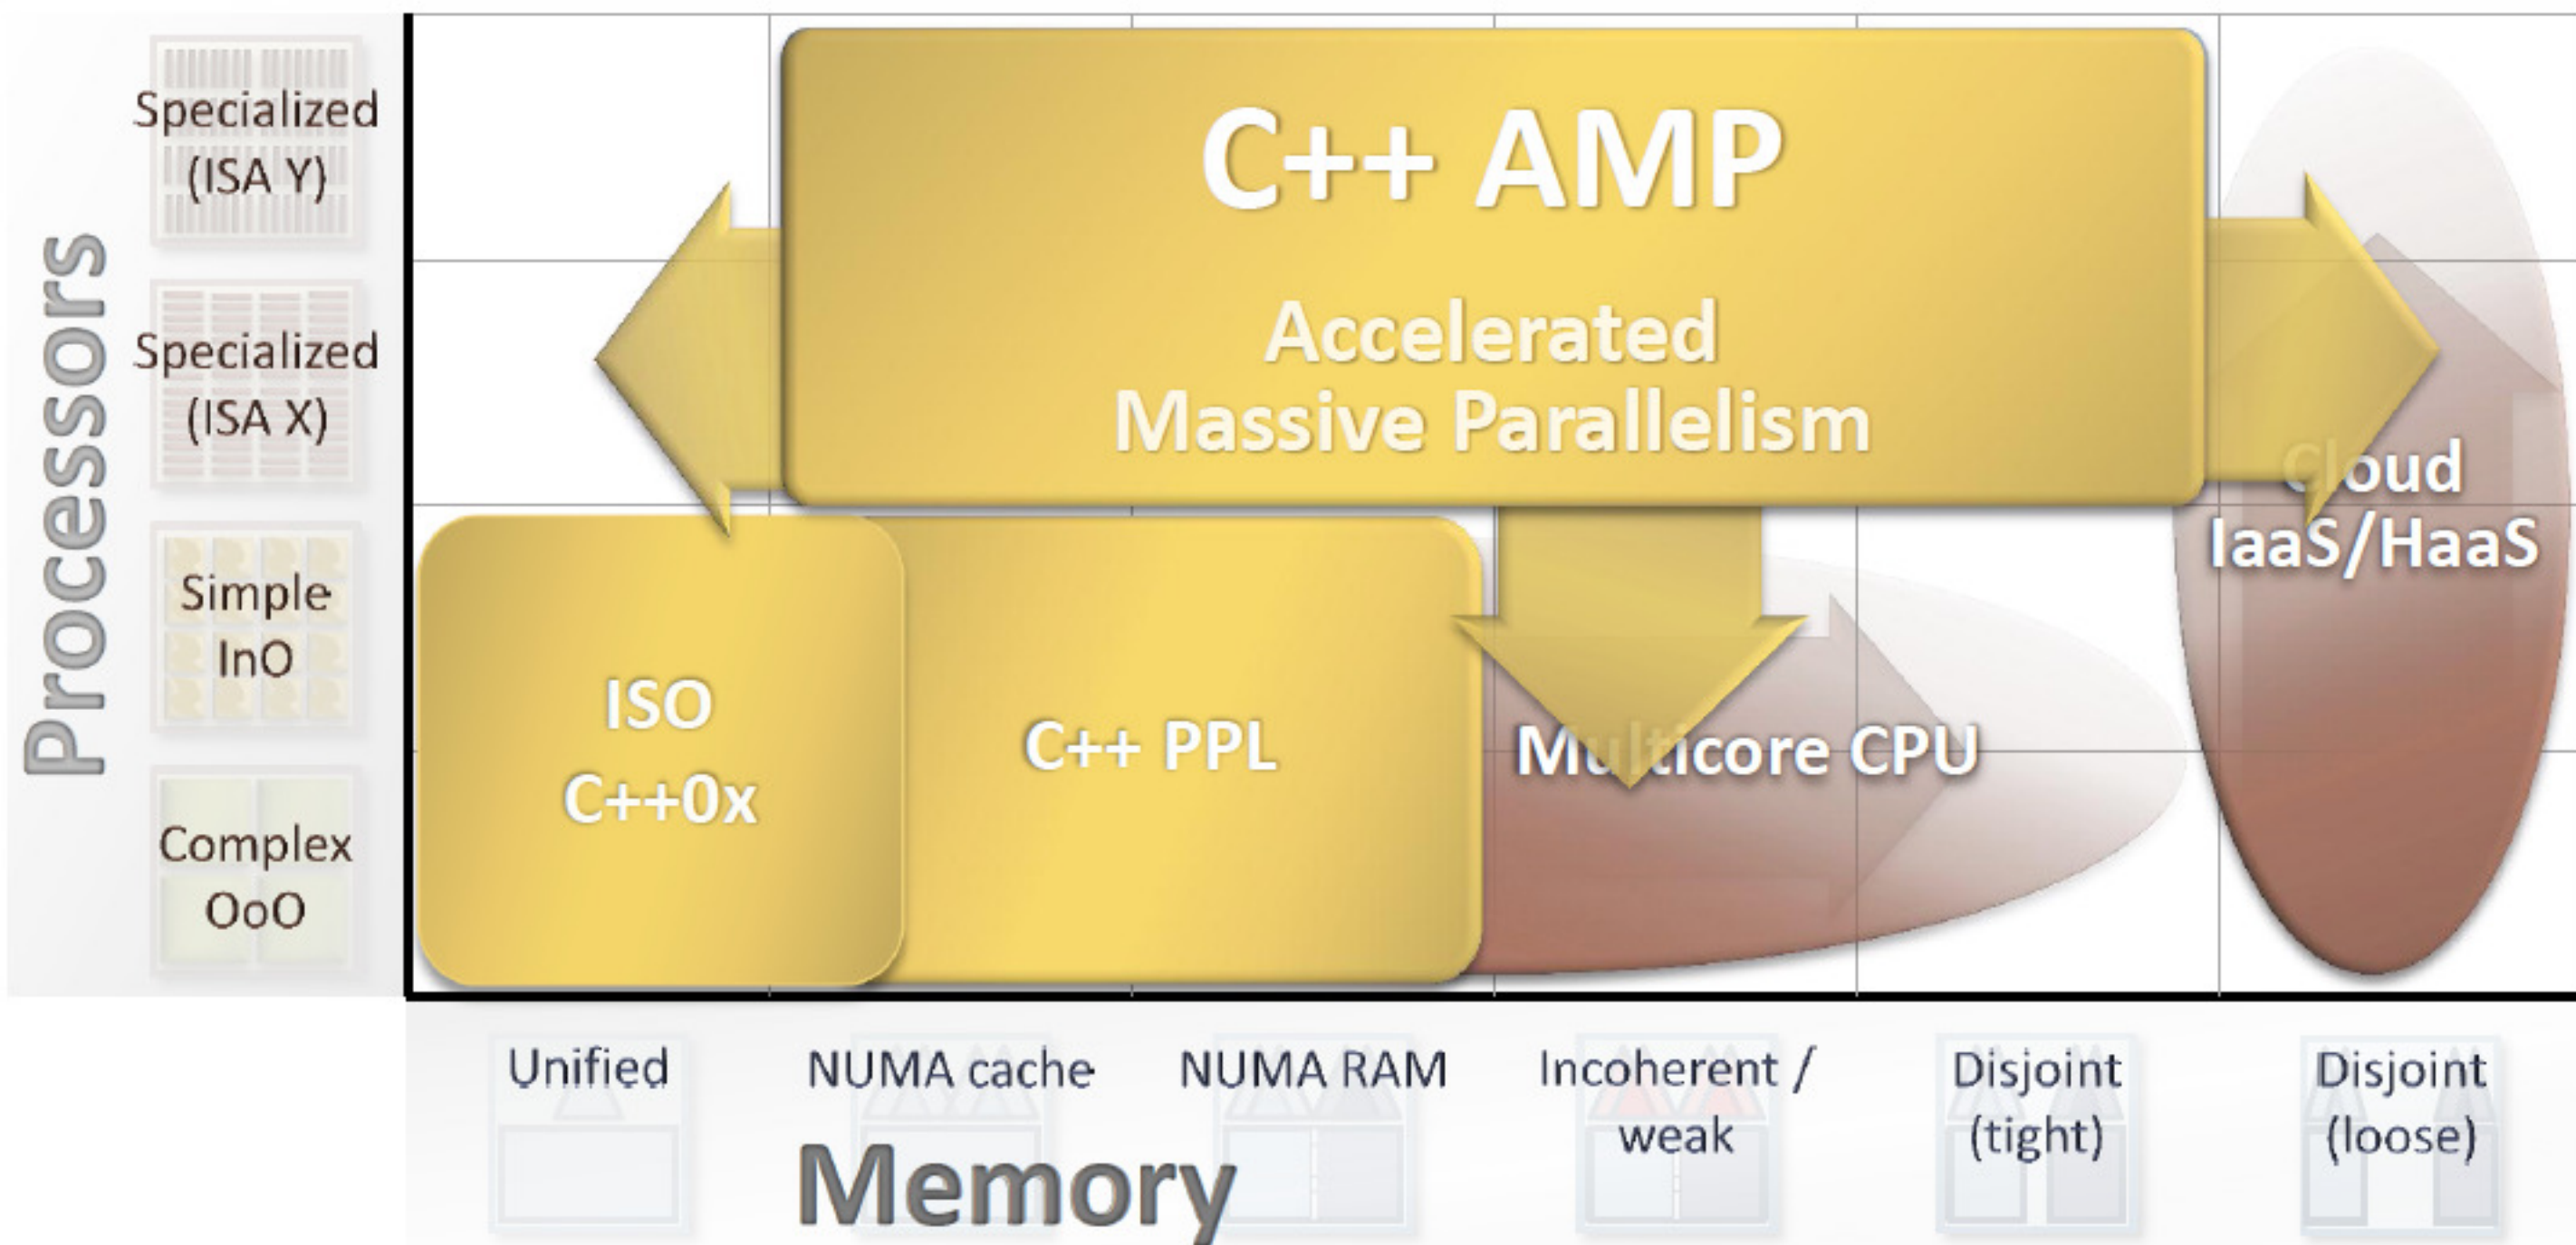 Processors
Specialized
(ISA Y)
Specialized
(ISA X)
Simple
InO
Complex
OoO
C++ AMP
Accelerated
Massive Parallelism
Cloud
IaaS/HaaS
ISO
C++0x
C++ PPL
Multicore CPU
Unified
NUMA cache
NUMA RAM
Incoherent /
weak
Disjoint
(tight)
Disjoint
(loose)
Memory